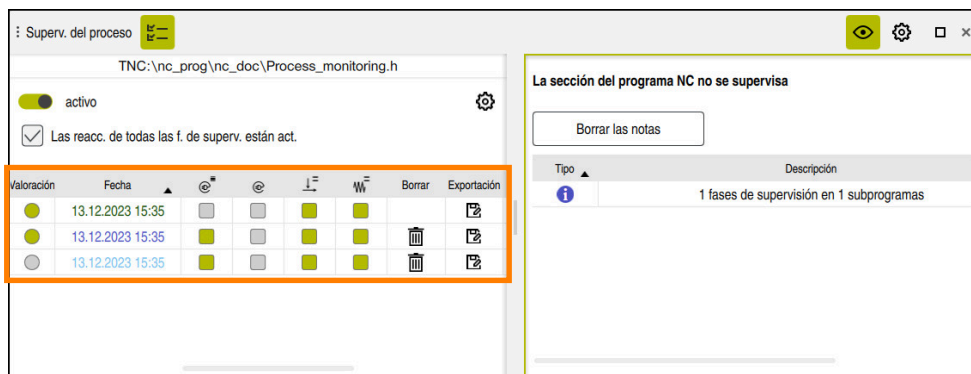 Superv. del proceso
TNC:\nc_prog\nc_doc\Process_monitoring.h
activo
Las reacc. de todas las f. de superv. están act.
Valoración Fecha Borrar Exportación
13.12.2023 15:35
13.12.2023 15:35
13.12.2023 15:35
La sección del programa NC no se supervisa
Borrar las notas
Tipo Descripción
1 fases de supervisión en 1 subprogramas